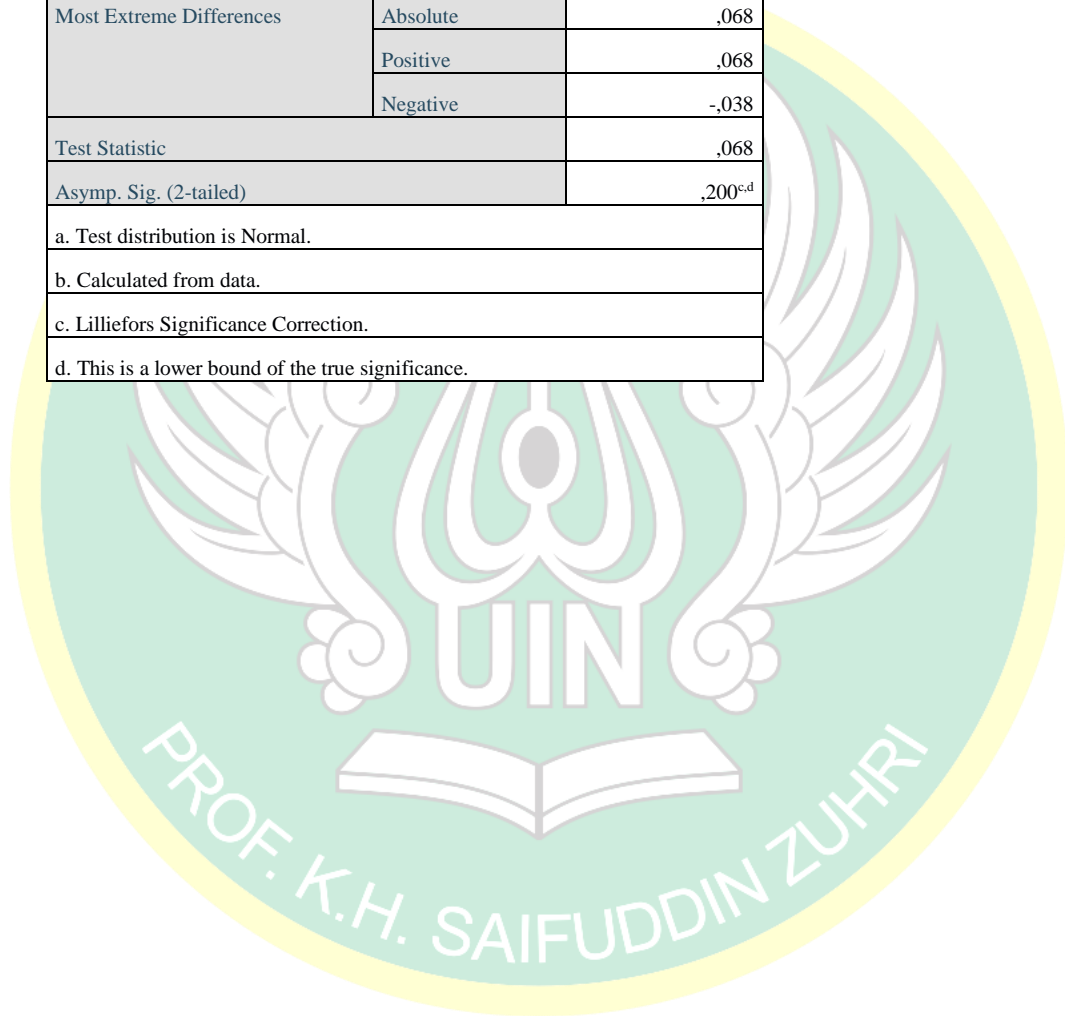 Most Extreme Differences Absolute ,068
Positive ,068
Negative -,038
Test Statistic ,068
Asymp. Sig. (2-tailed) ,200c,d
a. Test distribution is Normal.
b. Calculated from data.
c. Lilliefors Significance Correction.
d. This is a lower bound of the true significance.
UIN
PROF. K.H. SAIFUDDIN ZUHRI